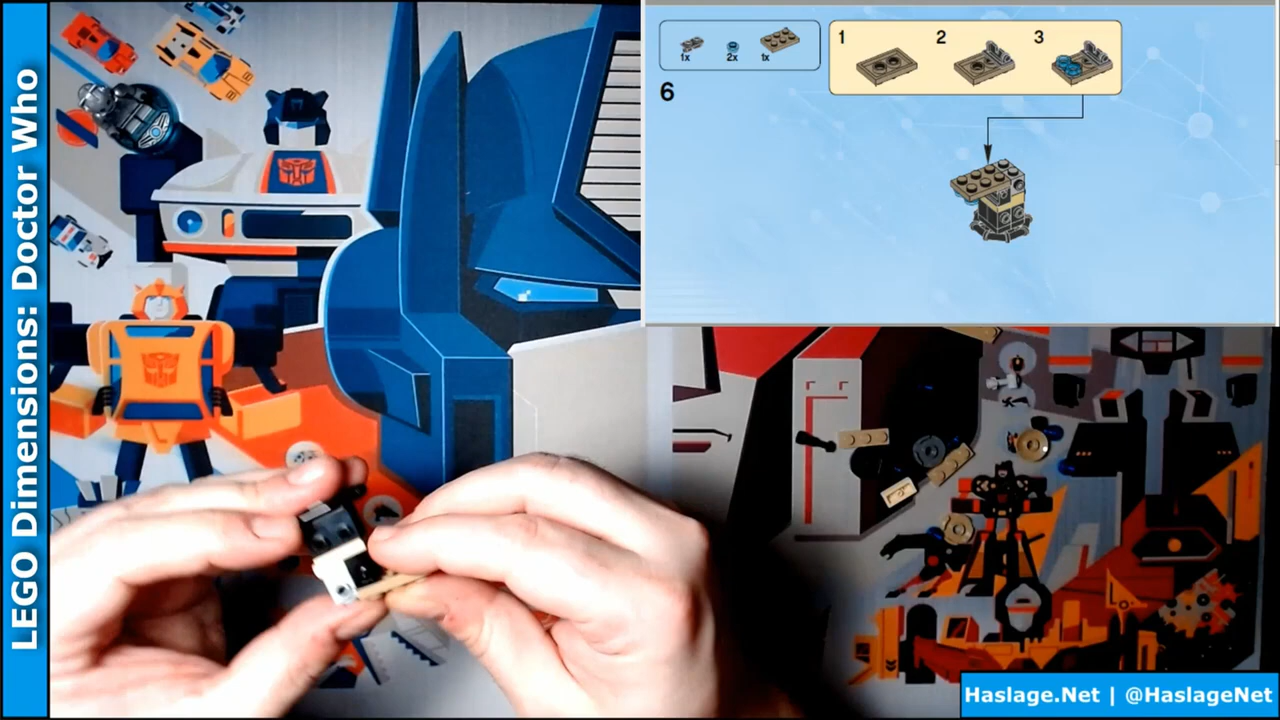 LEGO Dimensions: Doctor Who
1x
2x
1x
1
2
3
6
Haslage.Net | @HaslageNet